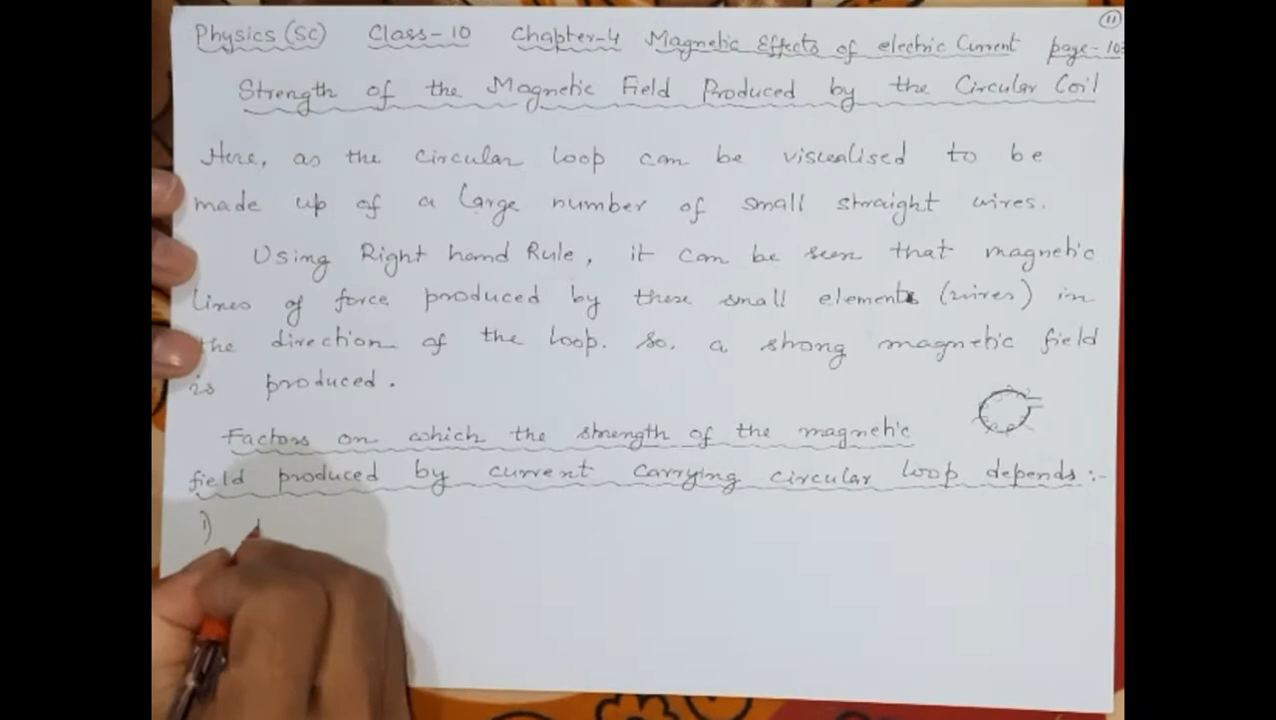 11
Physics (SC) Class-10 Chapter-4 Magnetic Effects of electric Current page-10
Strength of the Magnetic Field Produced by the Circular Coil
Here, as the circular loop can be visualised to be
made up of a large number of small straight wires.
Using Right hand Rule, it can be seen that magnetic
lines of force produced by these small elements (wires) in
the direction of the loop. So, a strong magnetic field
is produced.
Factors on which the strength of the magnetic
field produced by current carrying circular loop depends:-
1)